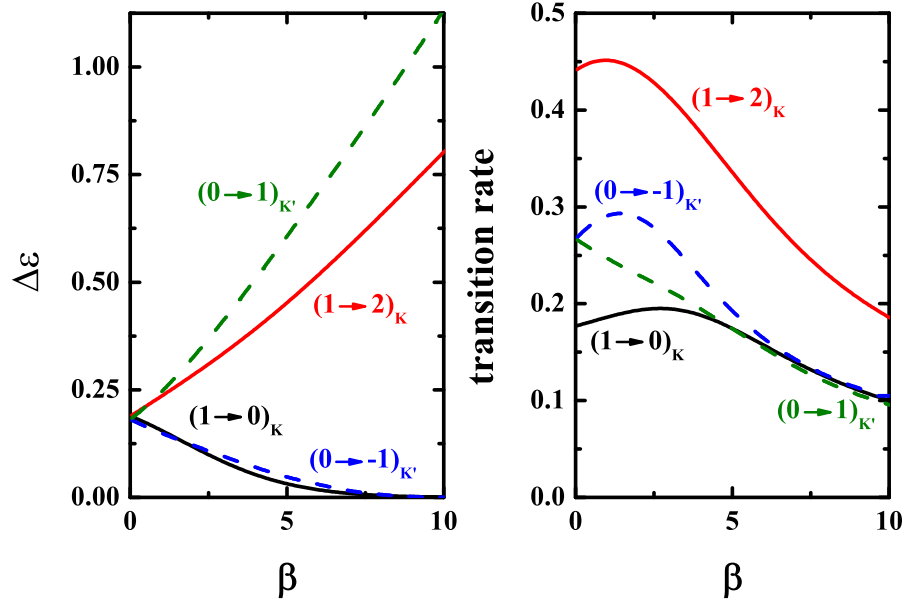 1.00
0.75
0.50
0.25
0.00
0
5
10
Δε
β
(0→1)K'
(1→2)K
(1→0)K
(0→-1)K'
0.5
0.4
0.3
0.2
0.1
0.0
0
5
10
transition rate
β
(1→2)K
(0→-1)K'
(1→0)K
(0→1)K'